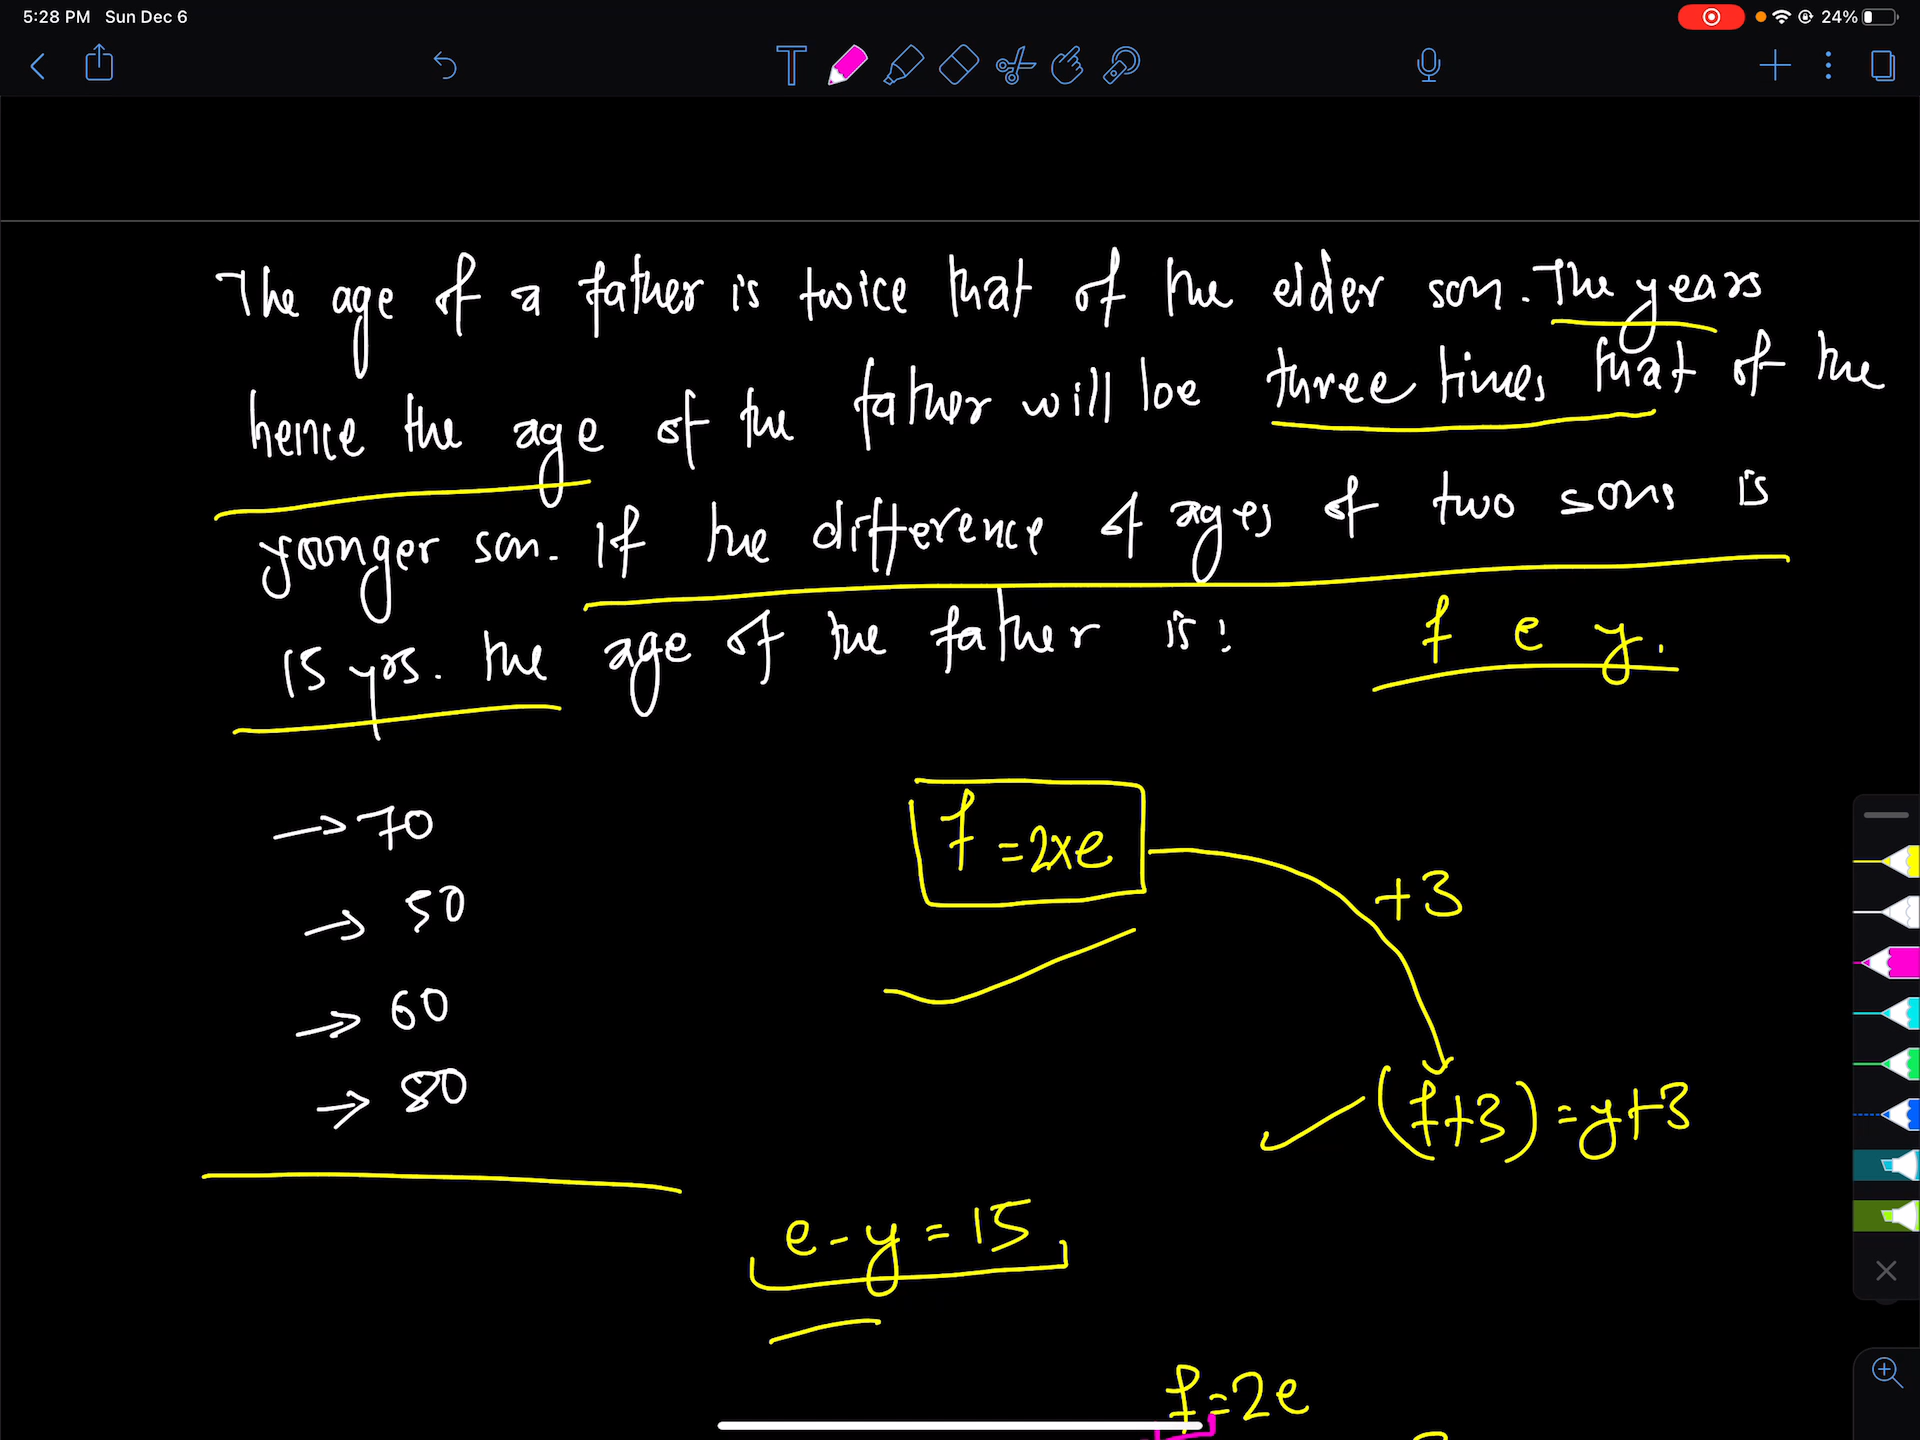 5:28 PM Sun Dec 6
24%
The age of a father is twice that of the elder son. The years
hence the age of the father will be three times that of the
younger son. If the difference of ages of two sons is
15 yrs. the age of the father is:
f e y.
→ 70
f = 2xe
+3
→ 50
→ 60
→ 80
(f+3) = y+3
e - y = 15
f = 2e